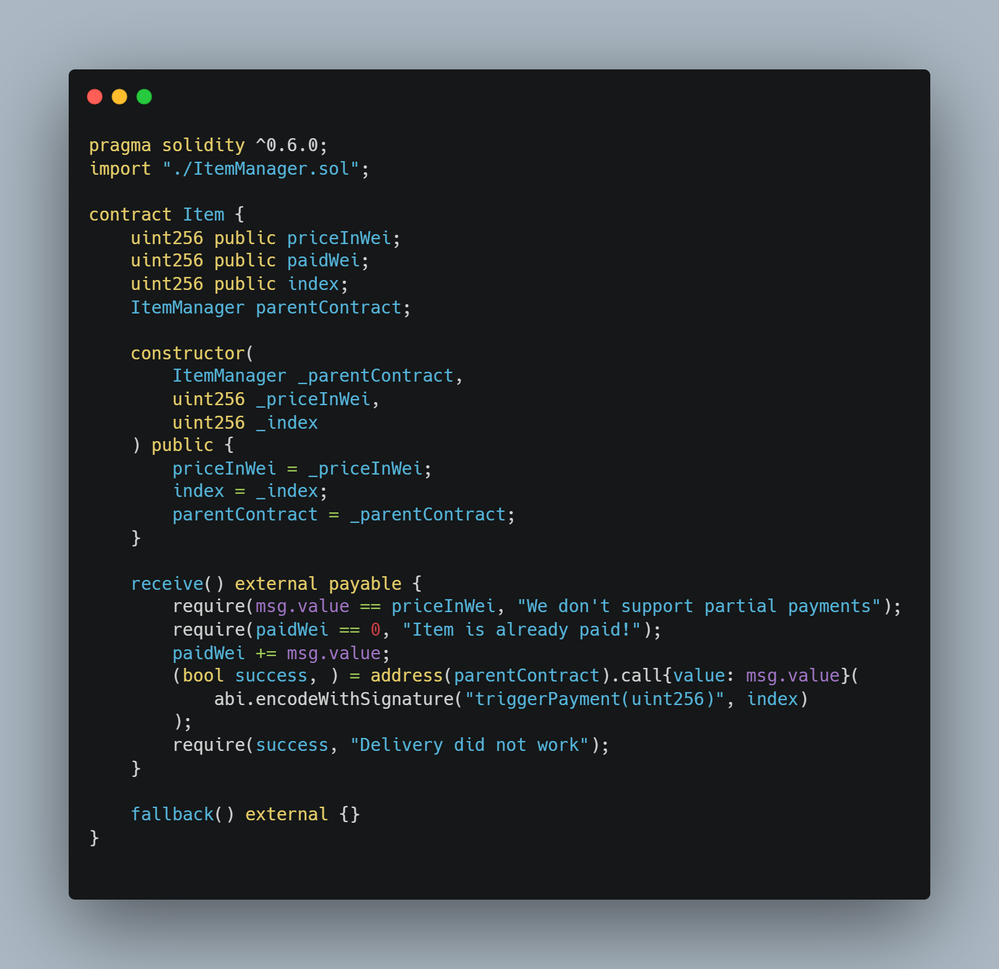 pragma solidity ^0.6.0;
import "./ItemManager.sol";

contract Item {
    uint256 public priceInWei;
    uint256 public paidWei;
    uint256 public index;
    ItemManager parentContract;

    constructor(
        ItemManager _parentContract,
        uint256 _priceInWei,
        uint256 _index
    ) public {
        priceInWei = _priceInWei;
        index = _index;
        parentContract = _parentContract;
    }

    receive() external payable {
        require(msg.value == priceInWei, "We don't support partial payments");
        require(paidWei == 0, "Item is already paid!");
        paidWei += msg.value;
        (bool success, ) = address(parentContract).call{value: msg.value}(
            abi.encodeWithSignature("triggerPayment(uint256)", index)
        );
        require(success, "Delivery did not work");
    }

    fallback() external {}
}